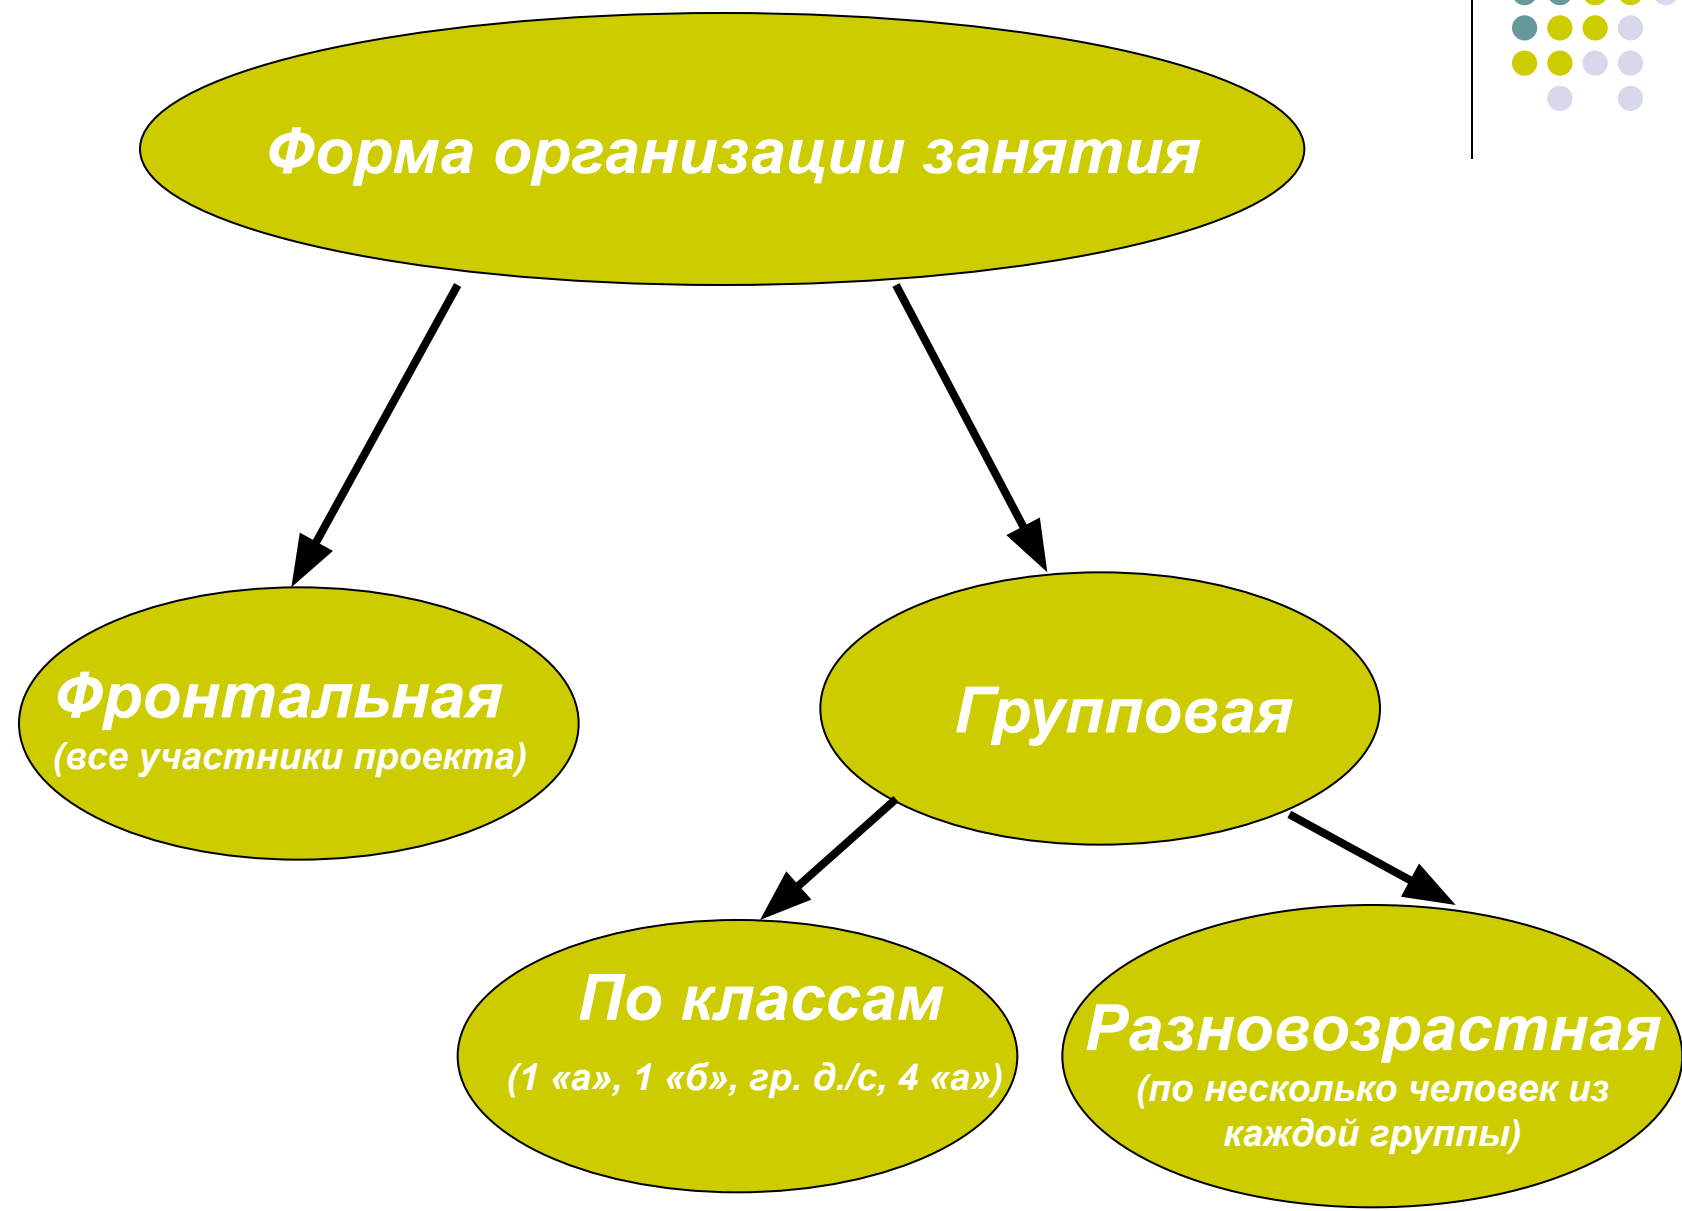 Форма организации занятия
Фронтальная
(все участники проекта)
Групповая
По классам
(1 «а», 1 «б», гр. д./с, 4 «а»)
Разновозрастная
(по несколько человек из
каждой группы)